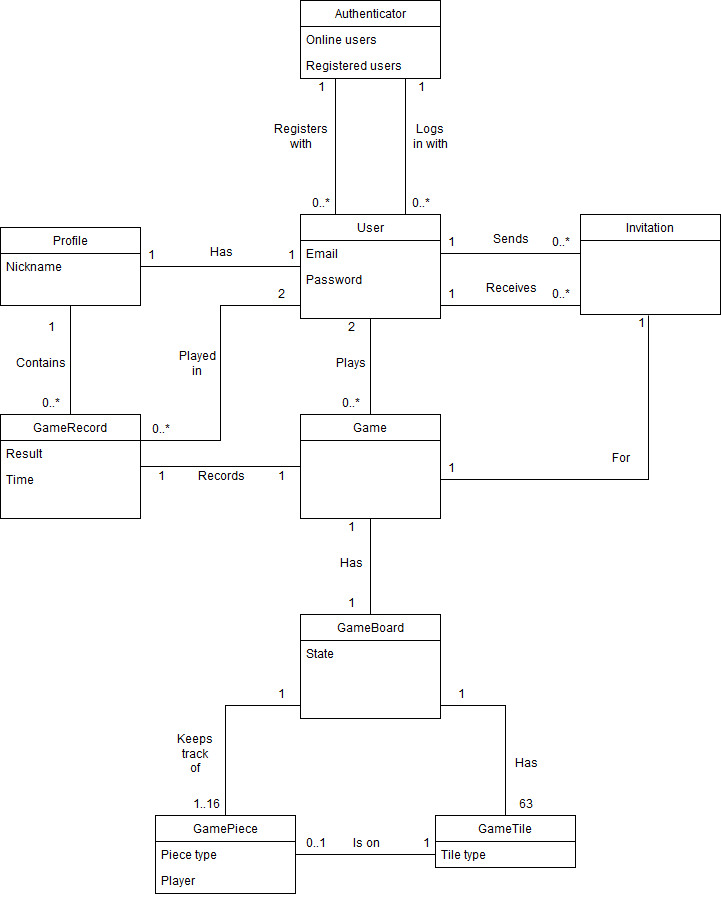 Authenticator
Online users
Registered users
1
1
Registers
with
Logs
in with
0..*
0..*
Profile
Nickname
1
Has
1
User
Email
Password
1
Sends
0..*
1
Receives
0..*
Invitation
2
1
2
1
Contains
Played
in
Plays
0..*
0..*
0..*
GameRecord
Result
Time
1
Records
1
Game
1
For
1
Has
1
GameBoard
State
1
1
Keeps
track
of
Has
1..16
63
GamePiece
Piece type
Player
0..1
Is on
1
GameTile
Tile type